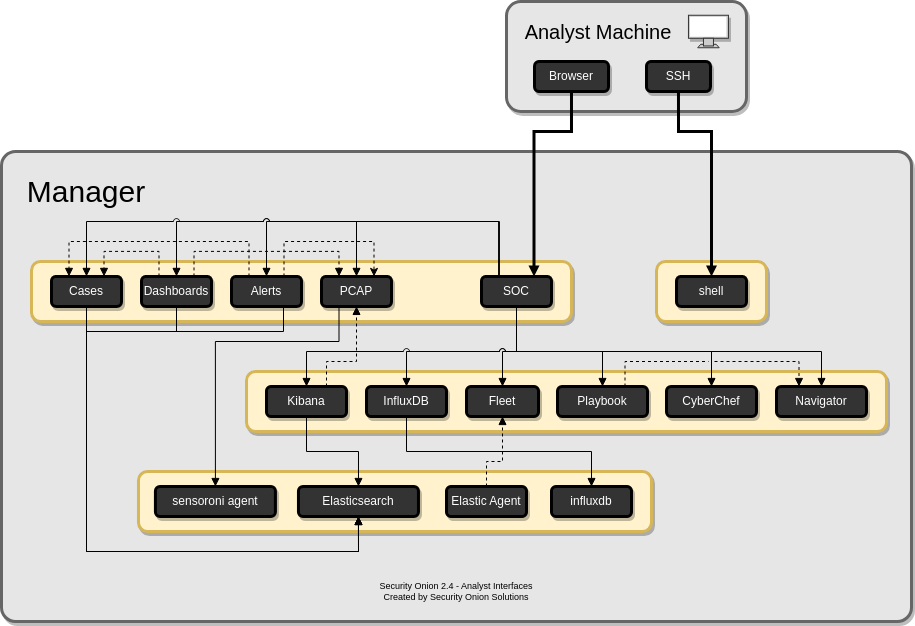 Analyst Machine
Browser
SSH
Manager
Cases
Dashboards
Alerts
PCAP
SOC
shell
Kibana
InfluxDB
Fleet
Playbook
CyberChef
Navigator
sensoroni agent
Elasticsearch
Elastic Agent
influxdb
Security Onion 2.4 - Analyst Interfaces
Created by Security Onion Solutions